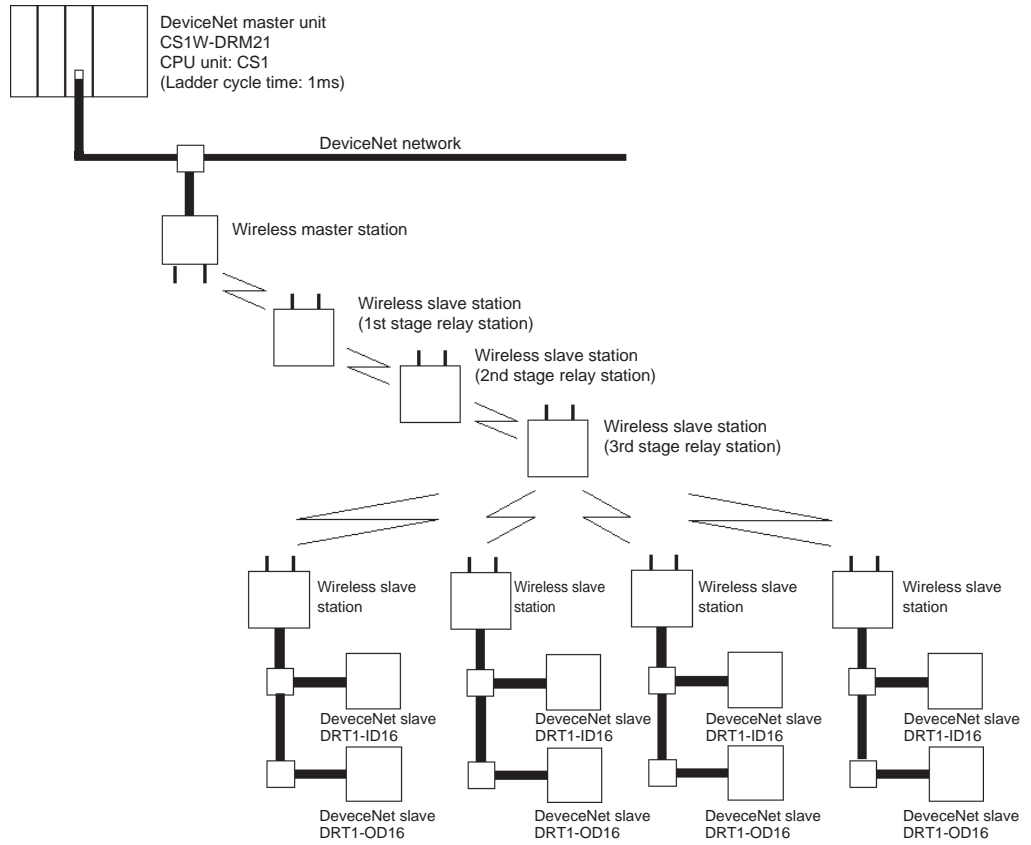 DeviceNet master unit
CS1W-DRM21
CPU unit: CS1
(Ladder cycle time: 1ms)
DeviceNet network
Wireless master station
Wireless slave station
(1st stage relay station)
Wireless slave station
(2nd stage relay station)
Wireless slave station
(3rd stage relay station)
Wireless slave
station
Wireless slave
station
Wireless slave
station
Wireless slave
station
DeveceNet slave
DRT1-ID16
DeveceNet slave
DRT1-ID16
DeveceNet slave
DRT1-ID16
DeveceNet slave
DRT1-ID16
DeveceNet slave
DRT1-OD16
DeveceNet slave
DRT1-OD16
DeveceNet slave
DRT1-OD16
DeveceNet slave
DRT1-OD16